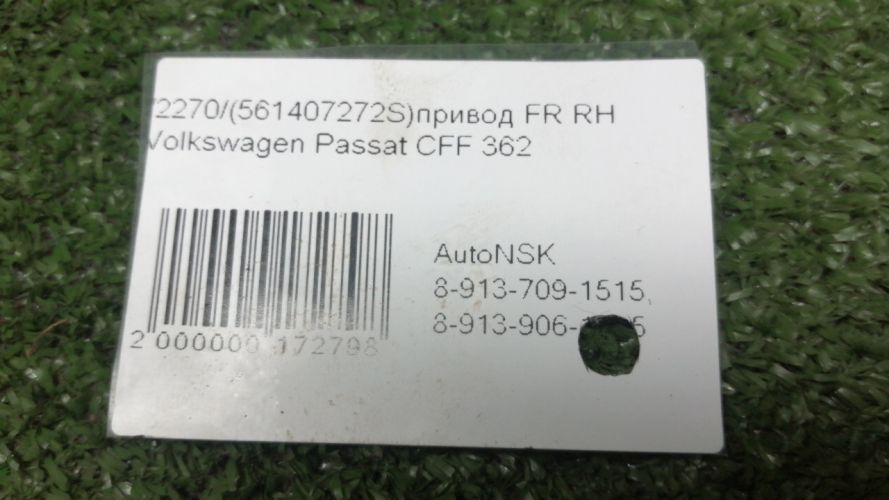 /2270/(561407272S)привод FR RH
Volkswagen Passat CFF 362
AutoNSK
8-913-709-1515,
8-913-906-
2 000000 172798